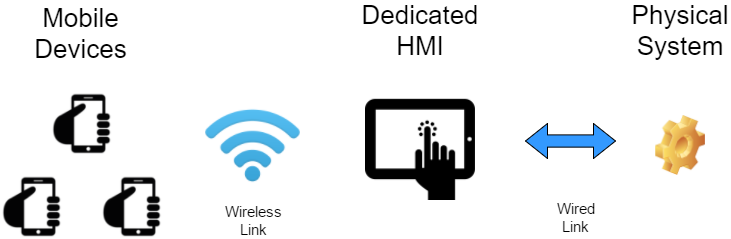 Mobile
Devices
Dedicated
HMI
Physical
System
Wireless
Link
Wired
Link